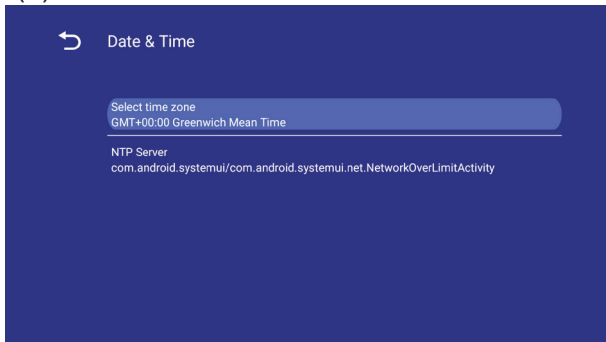 Date & Time
Select time zone
GMT+00:00 Greenwich Mean Time
NTP Server
com.android.systemui/com.android.systemui.net.NetworkOverLimitActivity